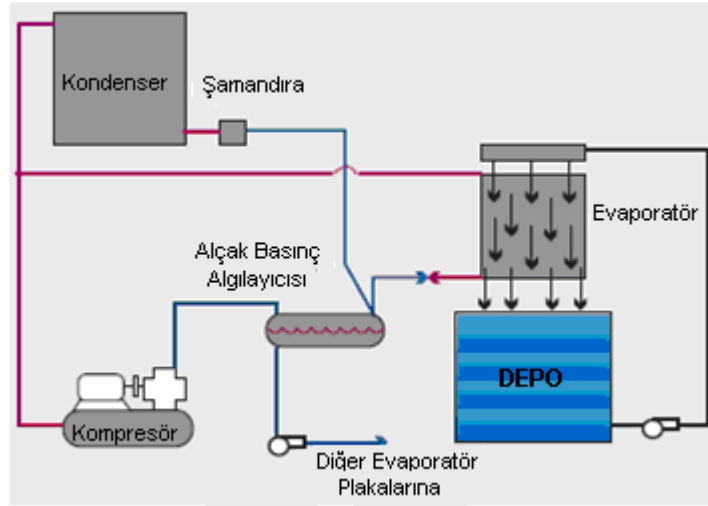 Kondenser
Şamandıra
Evaporatör
Alçak Basınç
Algılayıcısı
DEPO
Kompresör
Diğer Evaporatör
Plakalarına